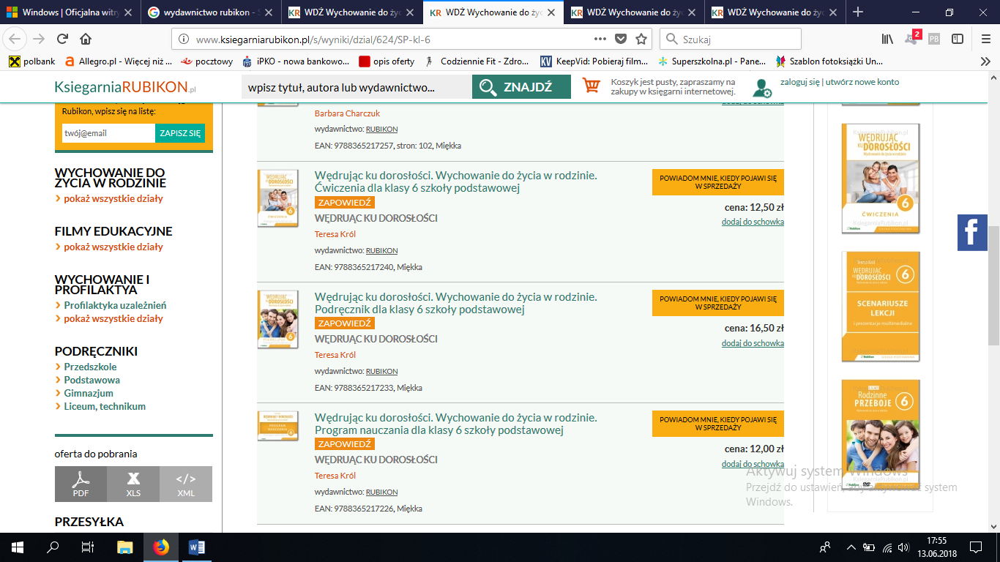 Windows | Oficjalna witry
wydawnictwo rubikon - S
WDŻ Wychowanie do życ
WDŻ Wychowanie do życ
WDŻ Wychowanie do życ
WDŻ Wychowanie do życ
www.ksiegarniarubikon.pl/s/wyniki/dzial/624/SP-kl-6
Szukaj
2
PB
polbank
Allegro.pl - Więcej niż ...
pocztowy
iPKO - nowa bankowo...
opis oferty
Codziennie Fit - Zdro...
KeepVid: Pobieraj film...
Superszkolna.pl - Pane...
Szablon fotoksiążki Un...
KsiegarniaRUBIKON.pl
wpisz tytuł, autora lub wydawnictwo...
ZNAJDŹ
Koszyk jest pusty, zapraszamy na
zakupy w księgarni internetowej.
zaloguj się | utwórz nowe konto
Rubikon, wpisz się na listę:
twój@email
ZAPISZ SIĘ
WYCHOWANIE DO
ŻYCIA W RODZINIE
pokaż wszystkie działy
FILMY EDUKACYJNE
pokaż wszystkie działy
WYCHOWANIE I
PROFILAKTYA
Profilaktyka uzależnień
pokaż wszystkie działy
PODRĘCZNIKI
Przedszkole
Podstawowa
Gimnazjum
Liceum, technikum
oferta do pobrania
PDF
XLS
XML
PRZESYŁKA
dodaj do schowka
Barbara Charczuk
wydawnictwo: RUBIKON
EAN: 9788365217257, stron: 102, Miękka
Wędrując ku dorosłości. Wychowanie do życia w rodzinie.
Ćwiczenia dla klasy 6 szkoły podstawowej
ZAPOWIEDŹ
WĘDRUJĄC KU DOROSŁOŚCI
Teresa Król
wydawnictwo: RUBIKON
EAN: 9788365217240, Miękka
POWIADOM MNIE, KIEDY POJAWI SIĘ
W SPRZEDAŻY
cena: 12,50 zł
dodaj do schowka
Wędrując ku dorosłości. Wychowanie do życia w rodzinie.
Podręcznik dla klasy 6 szkoły podstawowej
ZAPOWIEDŹ
WĘDRUJĄC KU DOROSŁOŚCI
Teresa Król
wydawnictwo: RUBIKON
EAN: 9788365217233, Miękka
POWIADOM MNIE, KIEDY POJAWI SIĘ
W SPRZEDAŻY
cena: 16,50 zł
dodaj do schowka
Wędrując ku dorosłości. Wychowanie do życia w rodzinie.
Program nauczania dla klasy 6 szkoły podstawowej
ZAPOWIEDŹ
WĘDRUJĄC KU DOROSŁOŚCI
Teresa Król
wydawnictwo: RUBIKON
EAN: 9788365217226, Miękka
POWIADOM MNIE, KIEDY POJAWI SIĘ
W SPRZEDAŻY
cena: 12,00 zł
dodaj do schowka
WĘDRUJĄC
KU DOROSŁOŚCI
Wychowanie do życia w rodzinie
6
ĆWICZENIA
KsiegarniaRubikon.pl
Teresa Król
WĘDRUJĄC KU
DOROSŁOŚCI
6
SCENARIUSZE
LEKCJI
i prezentacje multimedialne
Rodzinne
PRZEBOJE
6
Aktywuj system Windows
Przejdź do ustawień, aby aktywować system
Windows.
17:55
13.06.2018